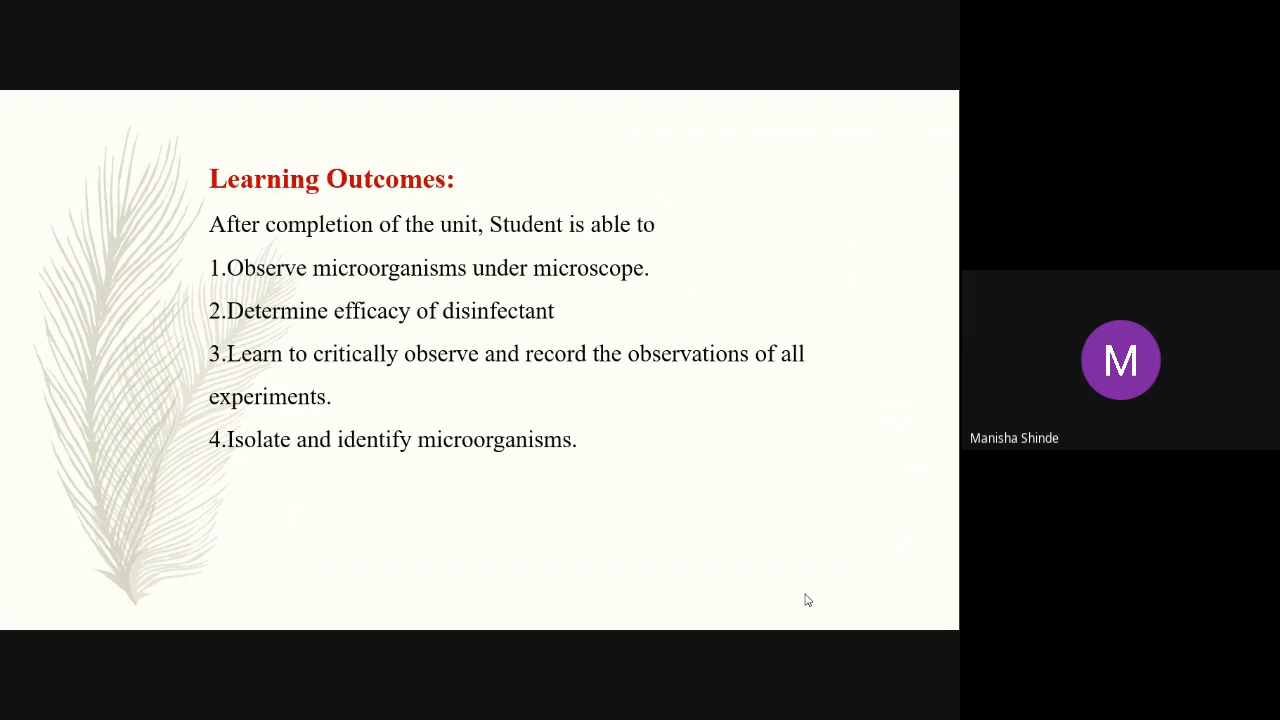 Learning Outcomes:
After completion of the unit, Student is able to
1.Observe microorganisms under microscope.
2.Determine efficacy of disinfectant
3.Learn to critically observe and record the observations of all
experiments.
4.Isolate and identify microorganisms.
M
Manisha Shinde